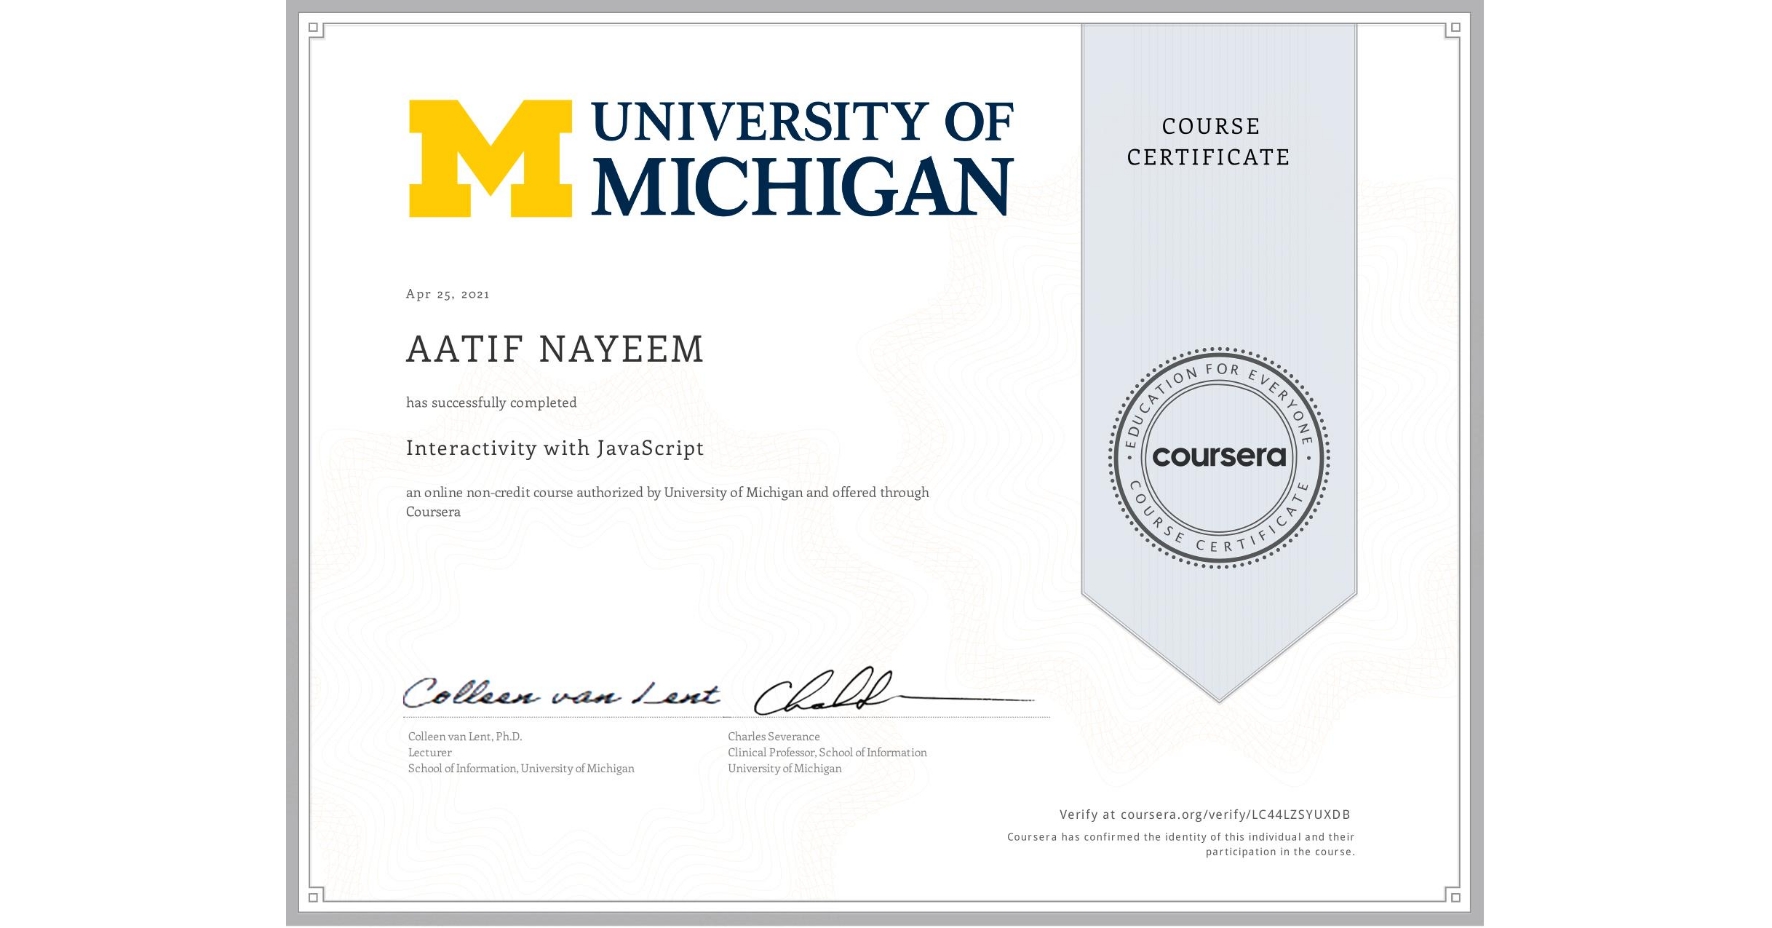 UNIVERSITY OF
MICHIGAN
COURSE
CERTIFICATE
Apr 25, 2021
AATIF NAYEEM
has successfully completed
Interactivity with JavaScript
an online non-credit course authorized by University of Michigan and offered through
Coursera
EDUCATION FOR EVERYONE
coursera
COURSE CERTIFICATE
Colleen van Lent
Colleen van Lent, Ph.D.
Lecturer
School of Information, University of Michigan
Charles Severance
Clinical Professor, School of Information
University of Michigan
Verify at coursera.org/verify/LC44LZSYUXDB
Coursera has confirmed the identity of this individual and their
participation in the course.